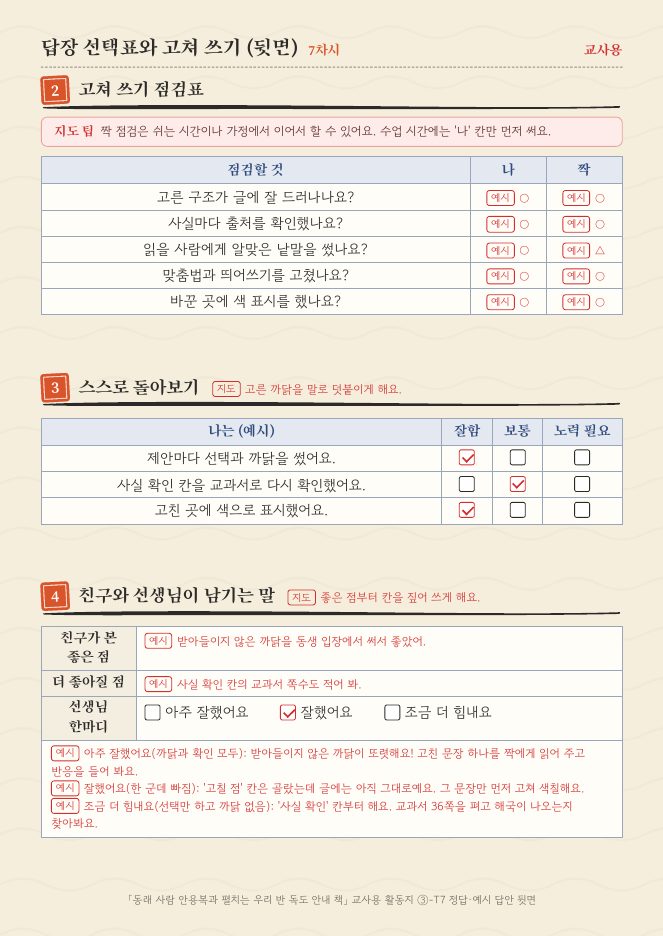 답장 선택표와 고쳐 쓰기 (뒷면) 7차시 교사용
2 고쳐 쓰기 점검표
지도 팁 짝 점검은 쉬는 시간이나 가정에서 이어서 할 수 있어요. 수업 시간에는 '나' 칸만 먼저 써요.
점검할 것 나 짝
고른 구조가 글에 잘 드러나나요? 예시 ○ 예시 ○
사실마다 출처를 확인했나요? 예시 ○ 예시 ○
읽을 사람에게 알맞은 낱말을 썼나요? 예시 ○ 예시 △
맞춤법과 띄어쓰기를 고쳤나요? 예시 ○ 예시 ○
바꾼 곳에 색 표시를 했나요? 예시 ○ 예시 ○
3 스스로 돌아보기 지도 고른 까닭을 말로 덧붙이게 해요.
나는 (예시) 잘함 보통 노력 필요
제안마다 선택과 까닭을 썼어요.
사실 확인 칸을 교과서로 다시 확인했어요.
고친 곳에 색으로 표시했어요.
4 친구와 선생님이 남기는 말 지도 좋은 점부터 칸을 짚어 쓰게 해요.
친구가 본
좋은 점
예시 받아들이지 않은 까닭을 동생 입장에서 써서 좋았어.
더 좋아질 점 예시 사실 확인 칸의 교과서 쪽수도 적어 봐.
선생님
한마디
아주 잘했어요 잘했어요 조금 더 힘내요
예시 아주 잘했어요(까닭과 확인 모두): 받아들이지 않은 까닭이 또렷해요! 고친 문장 하나를 짝에게 읽어 주고
반응을 들어 봐요.
예시 잘했어요(한 군데 빠짐): '고칠 점' 칸은 골랐는데 글에는 아직 그대로예요. 그 문장만 먼저 고쳐 색칠해요.
예시 조금 더 힘내요(선택만 하고 까닭 없음): '사실 확인' 칸부터 해요. 교과서 36쪽을 펴고 해국이 나오는지
찾아봐요.
「동래 사람 안용복과 펼치는 우리 반 독도 안내 책」 교사용 활동지 ③-T7 정답·예시 답안 뒷면